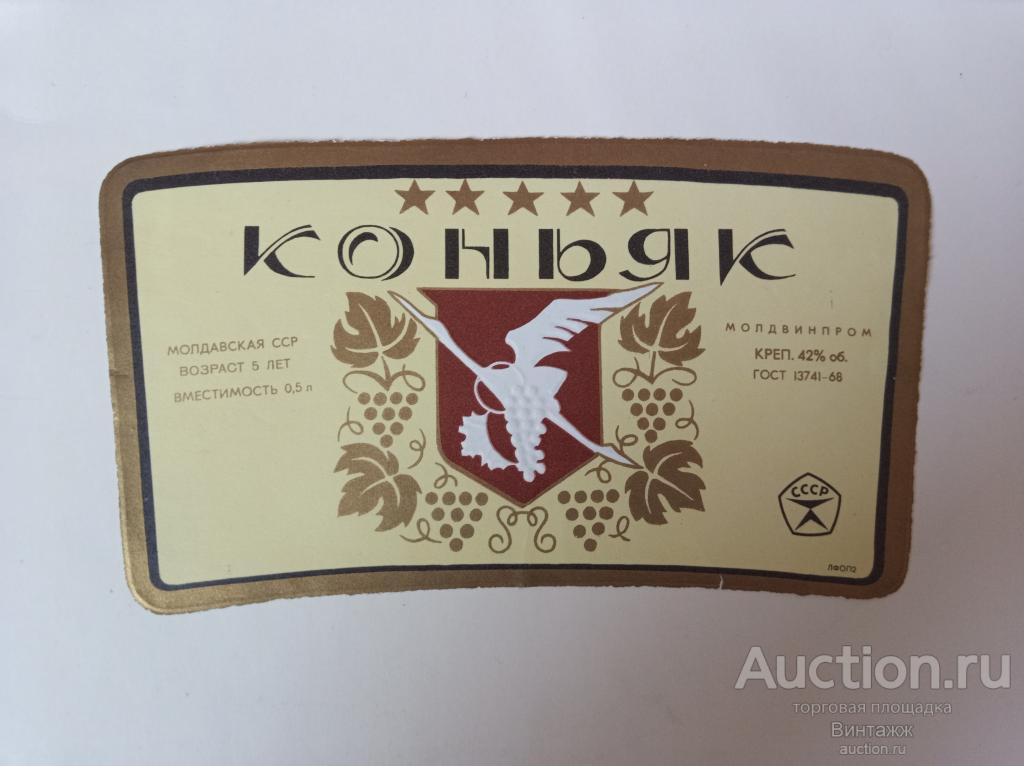 КОНЬЯК
МОЛДАВСКАЯ ССР
ВОЗРАСТ 5 ЛЕТ
ВМЕСТИМОСТЬ 0,5 л
МОЛДВИНПРОМ
КРЕП. 42% об.
ГОСТ 13741-68
СССР
ЛФОП2
Auction.ru
торговая площадка
Винтажж
auction.ru